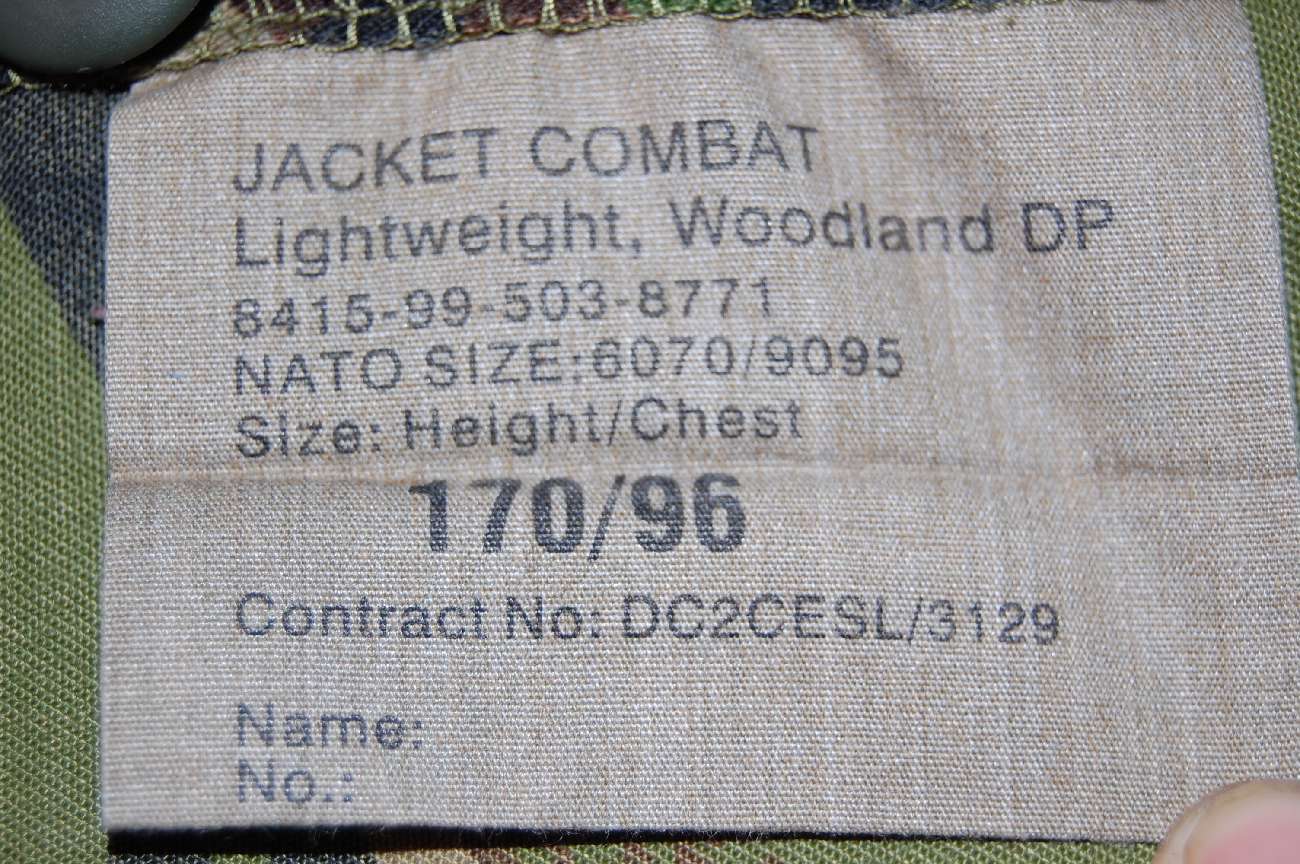 JACKET COMBAT
Lightweight, Woodland DP
8415-99-503-8771
NATO SIZE:6070/9095
Size: Height/Chest
170/96
Contract No: DC2CESL/3129
Name:
No.: